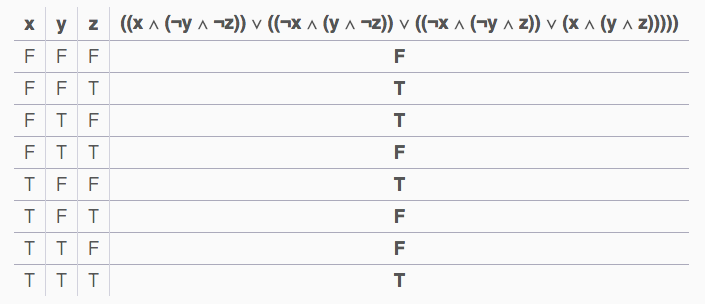 x y z ((x ∧ (¬y ∧ ¬z)) ∨ ((¬x ∧ (y ∧ ¬z)) ∨ ((¬x ∧ (¬y ∧ z)) ∨ (x ∧ (y ∧ z)))))
F F F F
F F T T
F T F T
F T T F
T F F T
T F T F
T T F F
T T T T